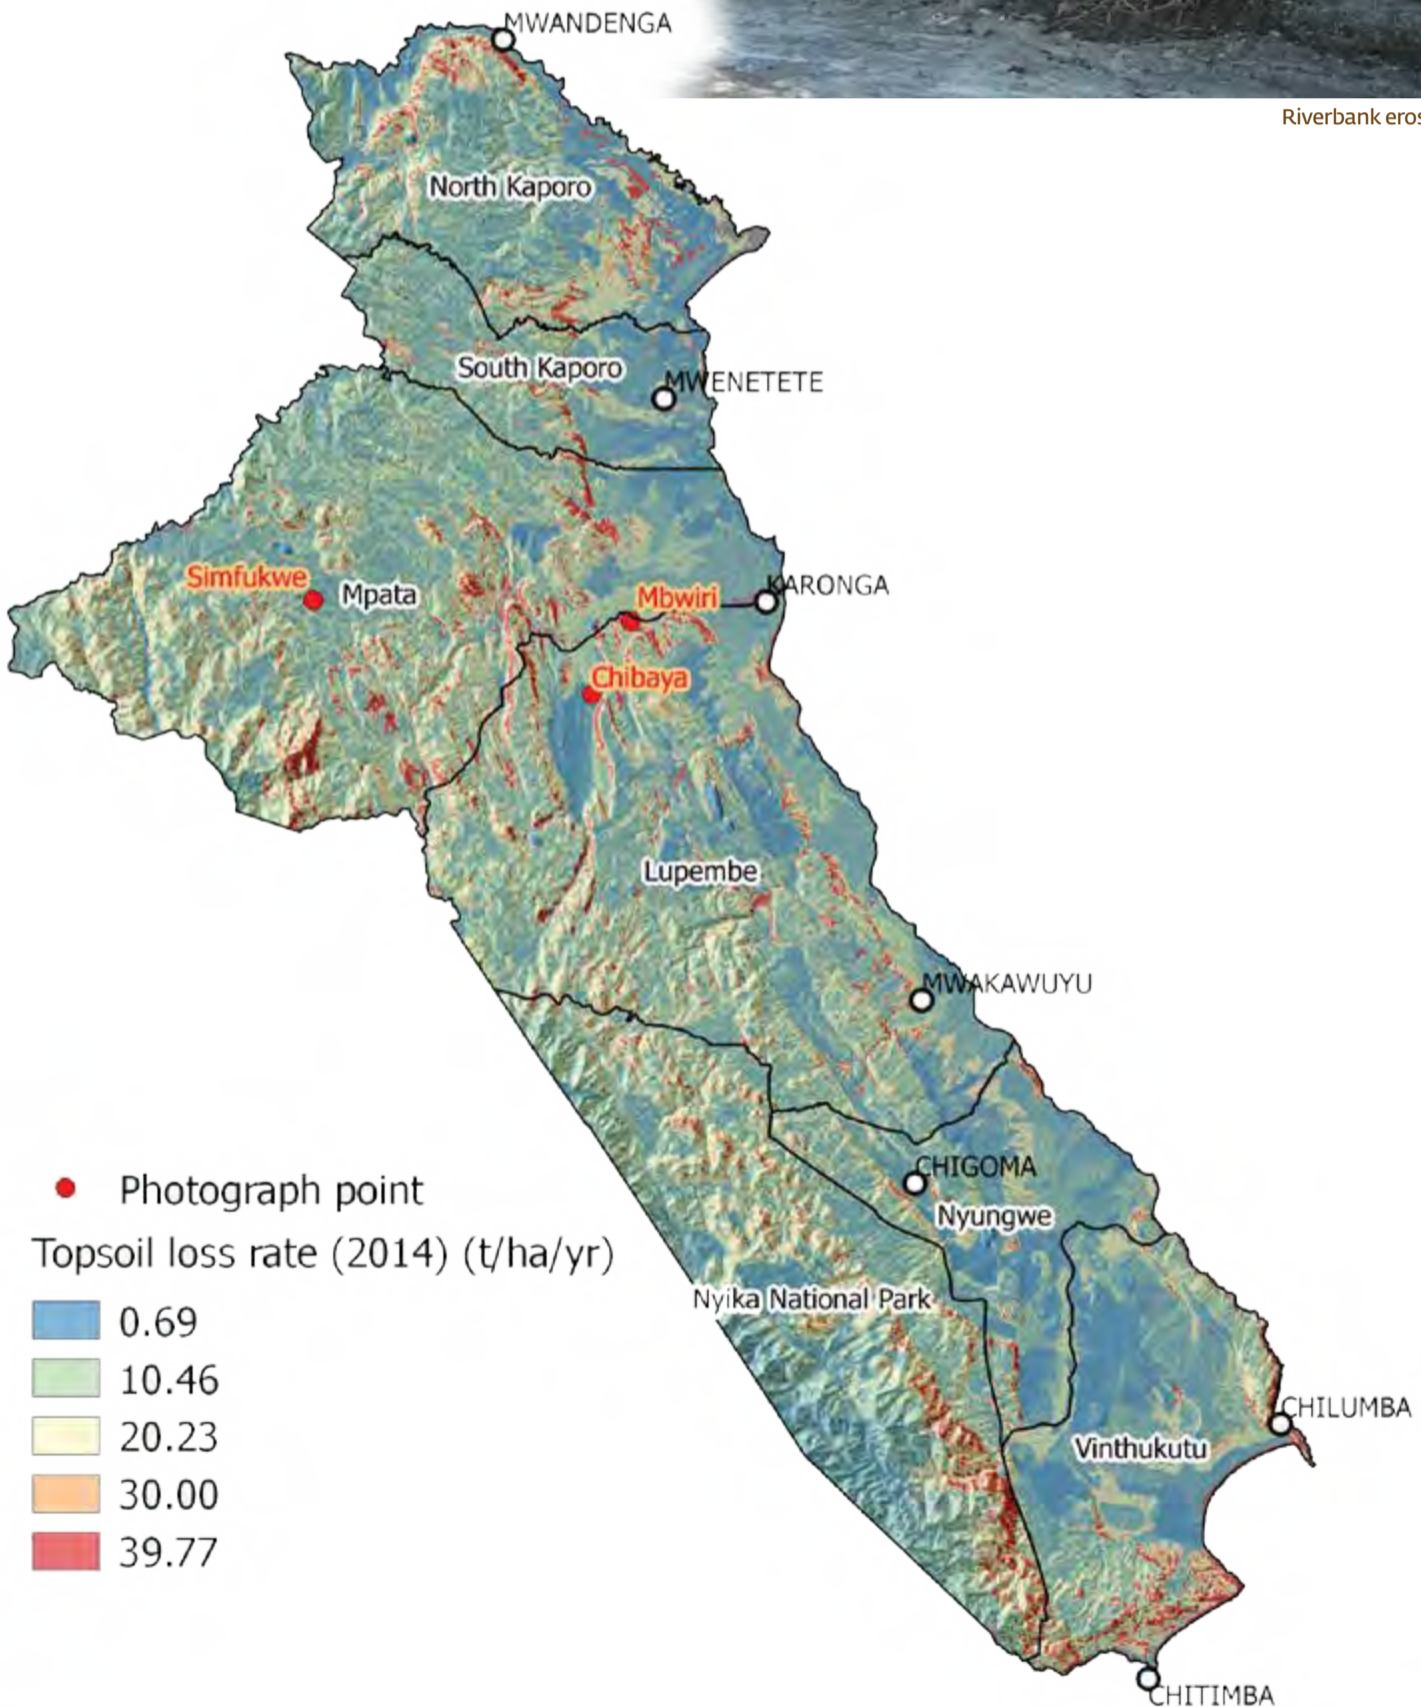 MWANDENGA
Riverbank eros
North Kaporo
South Kaporo
MWENETETE
Simfukwe
Mpata
Mbwiri
KARONGA
Chibaya
Lupembe
MWAKAWUYU
CHIGOMA
Nyungwe
Nyika National Park
CHILUMBA
Vinthukutu
CHITIMBA
Photograph point
Topsoil loss rate (2014) (t/ha/yr)
0.69
10.46
20.23
30.00
39.77